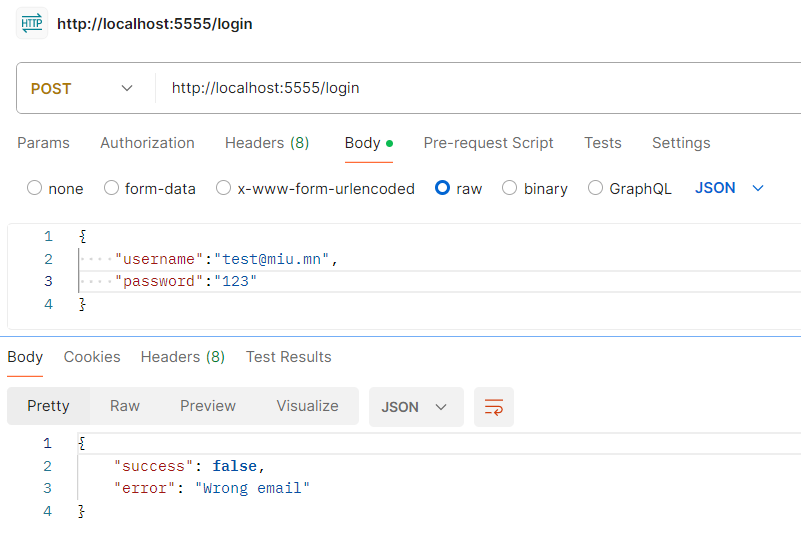 HTTP http://localhost:5555/login
POST http://localhost:5555/login
Params Authorization Headers (8) Body Pre-request Script Tests Settings
none form-data x-www-form-urlencoded raw binary GraphQL JSON
1 {
2 ····"username":"test@miu.mn",
3 ····"password":"123"
4 }
Body Cookies Headers (8) Test Results
Pretty Raw Preview Visualize JSON
1 {
2 "success": false,
3 "error": "Wrong email"
4 }